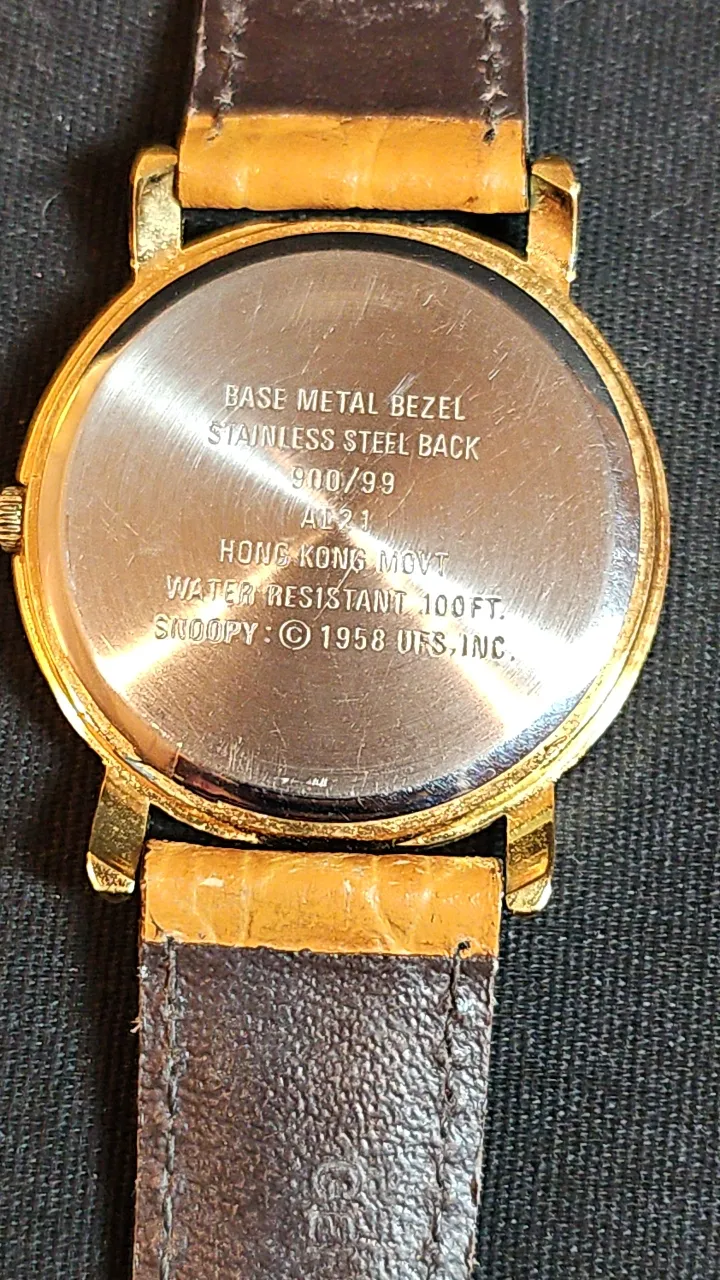 BASE METAL BEZEL
STAINLESS STEEL BACK
900/99
AL21
HONG KONG MOVT
WATER RESISTANT 100FT.
SNOOPY: © 1958 UFS, INC.